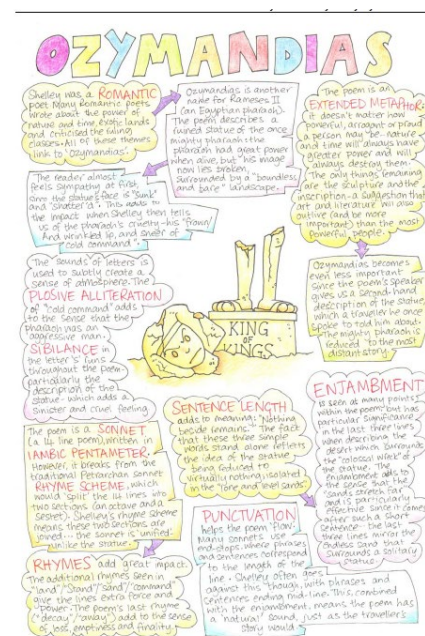 OZYMANDIAS
Shelley was a ROMANTIC
poet. Many Romantic poets
wrote about the power of
nature and time, exotic lands
and criticised the ruling
classes. All of these themes
link to 'Ozymandias'.
Ozymandias is another
name for Rameses II
(an Egyptian pharaoh).
The poem describes a
ruined statue of the once
mighty pharaoh: the
pharaoh had great power
when alive, but his image
now lies broken,
surrounded by a "boundless
and bare" landscape.
The poem is an
EXTENDED METAPHOR:
it doesn't matter how
powerful, arrogant or proud
a person may be - nature
and time will always have
greater power and will
always destroy them.
The only things remaining
are the sculpture and the
inscription - a suggestion that
art and literature will also
outlive (and be more
important) than the most
powerful people.
The reader almost
feels sympathy at first,
since the statue's face is "sunk"
and "shatter'd". This adds to
the impact when Shelley then tells
us of the pharaoh's cruelty - his "frown/
And wrinkled lip, and sneer of
cold command".
Ozymandias becomes
even less important
since the poem's speaker
gives us a second-hand
description of the statue,
which a traveller he once
spoke to told him about.
The mighty pharaoh is
reduced to the most
distant story.
The sounds of letters is
used to subtly create a
sense of atmosphere. The
PLOSIVE ALLITERATION
of "cold command" adds
to the sense that the
pharaoh was an
aggressive man.
SIBILANCE in
the letter 's' runs
throughout the poem -
particularly the
description of the
statue - which adds a
sinister and cruel feeling
KING
OF
KINGS
SENTENCE LENGTH
adds to meaning: "Nothing
beside remains." The fact
that these three simple
words stand alone reflects
the idea of the statue
being reduced to
virtually nothing, isolated
in the "lone and level sands".
ENJAMBMENT
is seen at many points
within the poem, but has
particular significance
in the last three lines
when describing the
desert which surrounds
the "colossal wreck" of
the statue. The
enjambment adds to
the sense that the
"sands stretch far
and is particularly
effective since it comes
after such a short
sentence - the last
three lines mirror the
endless sand that
surrounds a solitary
statue.
The poem is a SONNET
(a 14 line poem), written in
IAMBIC PENTAMETER.
However, it breaks from the
traditional Petrarchan sonnet
RHYME SCHEME, which
would 'split' the 14 lines into
two sections (an octave and a
sestet). Shelley's rhyme scheme
means these two sections are
joined... the sonnet is unified,
unlike the statue.
PUNCTUATION
helps the poem 'flow'.
Many sonnets use
end-stops, where phrases
and sentences correspond
to the length of the
line. Shelley often goes
against this, though, with phrases and
sentences ending mid-line. This, combined
with the enjambment, means the poem has
a 'natural' sound, just as the traveller's
story would.
RHYMES add great impact.
The additional rhymes seen in
"land"/"Stand"/"sand"/"command"
give the lines extra force and
power. The poem's last rhyme
("decay"/"away") add to the sense
of loss, emptiness and finality.